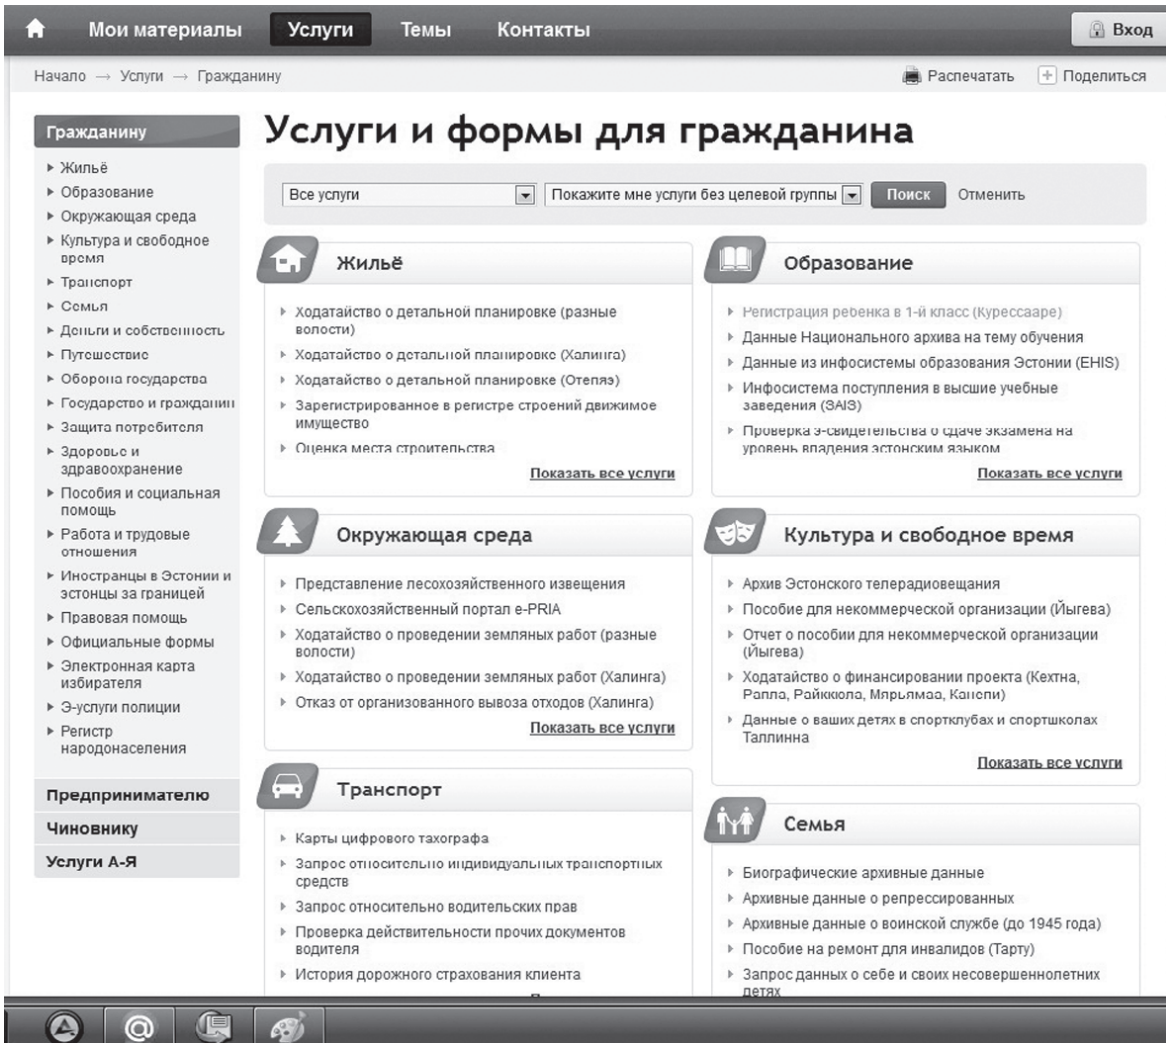 Мои материалы Услуги Темы Контакты Вход
Начало → Услуги → Гражданину Распечатать Поделиться
Гражданину
Жильё
Образование
Окружающая среда
Культура и свободное
время
Транспорт
Семья
Деньги и собственность
Путешествие
Оборона государства
Государство и гражданин
Защита потребителя
Здоровье и
здравоохранение
Пособия и социальная
помощь
Работа и трудовые
отношения
Иностранцы в Эстонии и
эстонцы за границей
Правовая помощь
Официальные формы
Электронная карта
избирателя
Э-услуги полиции
Регистр
народонаселения
Предпринимателю
Чиновнику
Услуги А-Я
Услуги и формы для гражданина
Все услуги Покажите мне услуги без целевой группы Поиск Отменить
Жильё
Ходатайство о детальной планировке (разные
волости)
Ходатайство о детальной планировке (Халинга)
Ходатайство о детальной планировке (Отепяэ)
Зарегистрированное в регистре строений движимое
имущество
Оценка места строительства
Показать все услуги
Образование
Регистрация ребенка в 1-й класс (Курессааре)
Данные Национального архива на тему обучения
Данные из инфосистемы образования Эстонии (EHIS)
Инфосистема поступления в высшие учебные
заведения (SAIS)
Проверка э-свидетельства о сдаче экзамена на
уровень владения эстонским языком
Показать все услуги
Окружающая среда
Представление лесохозяйственного извещения
Сельскохозяйственный портал e-PRIA
Ходатайство о проведении земляных работ (разные
волости)
Ходатайство о проведении земляных работ (Халинга)
Отказ от организованного вывоза отходов (Халинга)
Показать все услуги
Культура и свободное время
Архив Эстонского телерадиовещания
Пособие для некоммерческой организации (Йыгева)
Отчет о пособии для некоммерческой организации
(Йыгева)
Ходатайство о финансировании проекта (Кехтна,
Рапла, Райккюла, Мярьямаа, Канепи)
Данные о ваших детях в спортклубах и спортшколах
Таллинна
Показать все услуги
Транспорт
Карты цифрового тахографа
Запрос относительно индивидуальных транспортных
средств
Запрос относительно водительских прав
Проверка действительности прочих документов
водителя
История дорожного страхования клиента
Семья
Биографические архивные данные
Архивные данные о репрессированных
Архивные данные о воинской службе (до 1945 года)
Пособие на ремонт для инвалидов (Тарту)
Запрос данных о себе и своих несовершеннолетних
детях